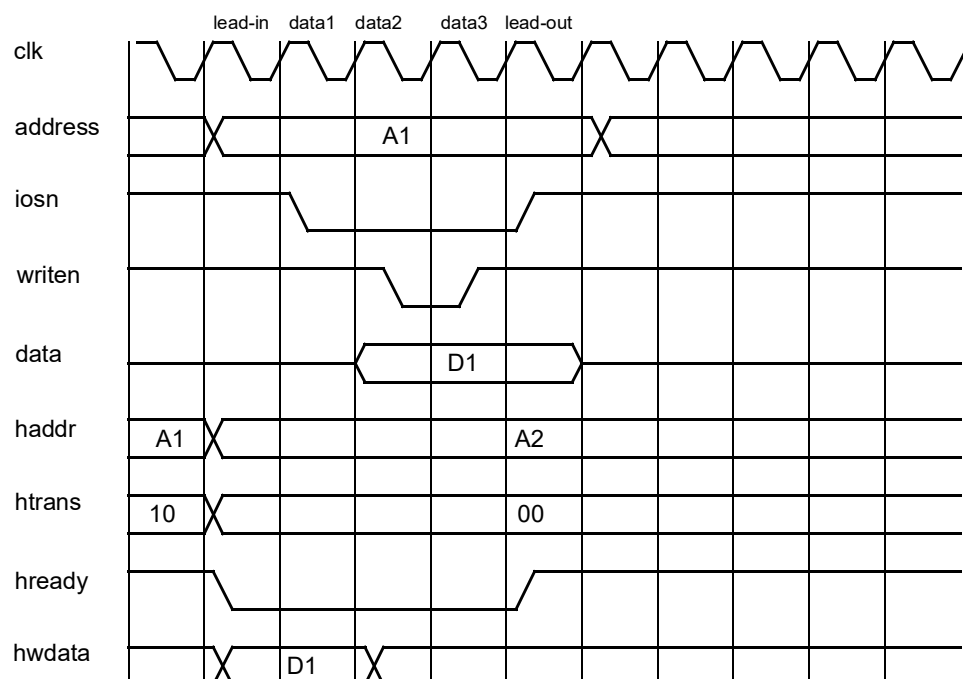 lead-in data1 data2 data3 lead-out
clk
address A1
iosn
writen
data D1
haddr A1 A2
htrans 10 00
hready
hwdata D1